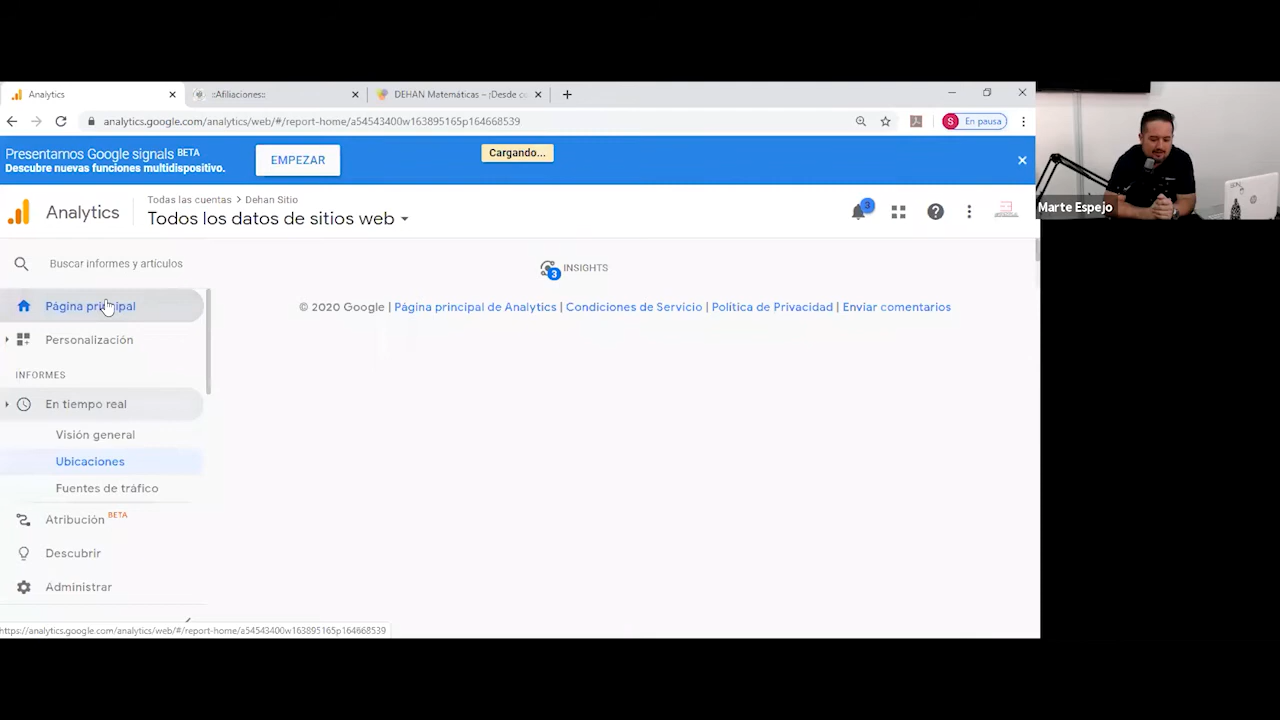 Analytics
::Afiliaciones::
DEHAN Matemáticas – ¡Desde c
analytics.google.com/analytics/web/#/report-home/a54543400w163895165p164668539
S
En pausa
Presentamos Google signals BETA
Descubre nuevas funciones multidispositivo.
EMPEZAR
Cargando...
Analytics
Todas las cuentas > Dehan Sitio
Todos los datos de sitios web
3
Marte Espejo
Buscar informes y artículos
3 INSIGHTS
Página principal
© 2020 Google | Página principal de Analytics | Condiciones de Servicio | Política de Privacidad | Enviar comentarios
Personalización
INFORMES
En tiempo real
Visión general
Ubicaciones
Fuentes de tráfico
Atribución BETA
Descubrir
Administrar
https://analytics.google.com/analytics/web/#/report-home/a54543400w163895165p164668539